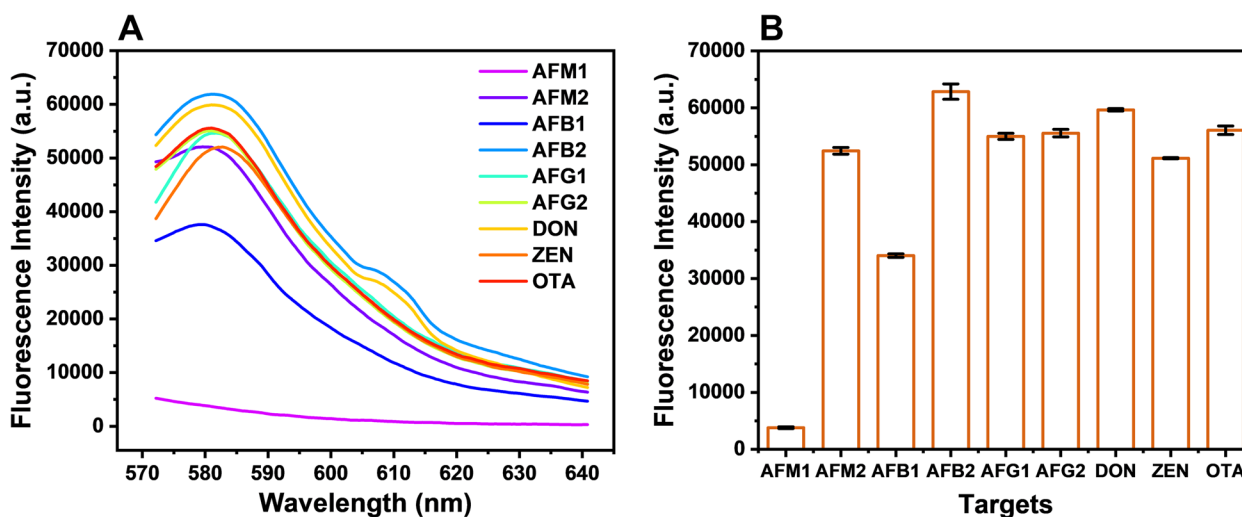 A
Fluorescence Intensity (a.u.)
70000
60000
50000
40000
30000
20000
10000
0
570 580 590 600 610 620 630 640
Wavelength (nm)
AFM1
AFM2
AFB1
AFB2
AFG1
AFG2
DON
ZEN
OTA
B
Fluorescence Intensity (a.u.)
70000
60000
50000
40000
30000
20000
10000
0
AFM1 AFM2 AFB1 AFB2 AFG1 AFG2 DON ZEN OTA
Targets